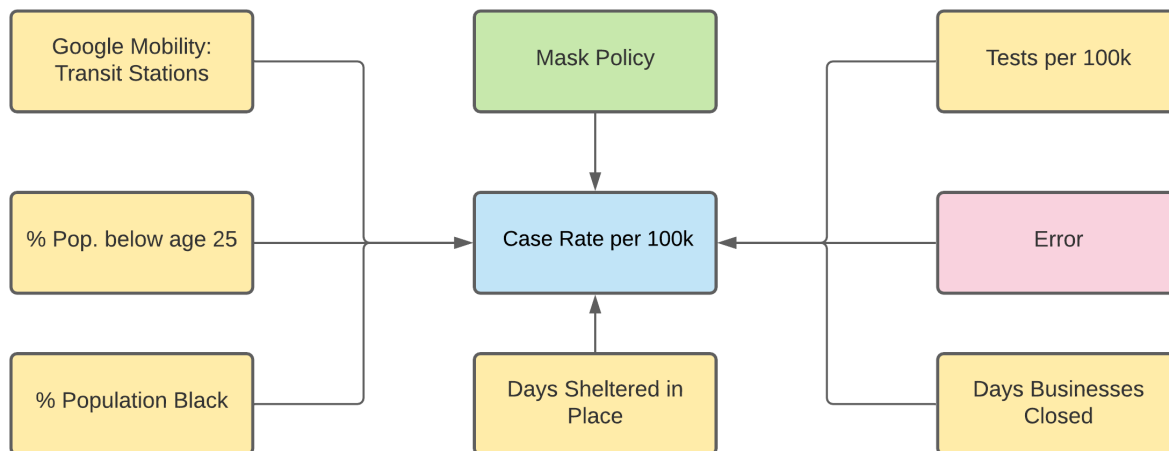 Google Mobility:
Transit Stations
Mask Policy
Tests per 100k
% Pop. below age 25
Case Rate per 100k
Error
% Population Black
Days Sheltered in
Place
Days Businesses
Closed